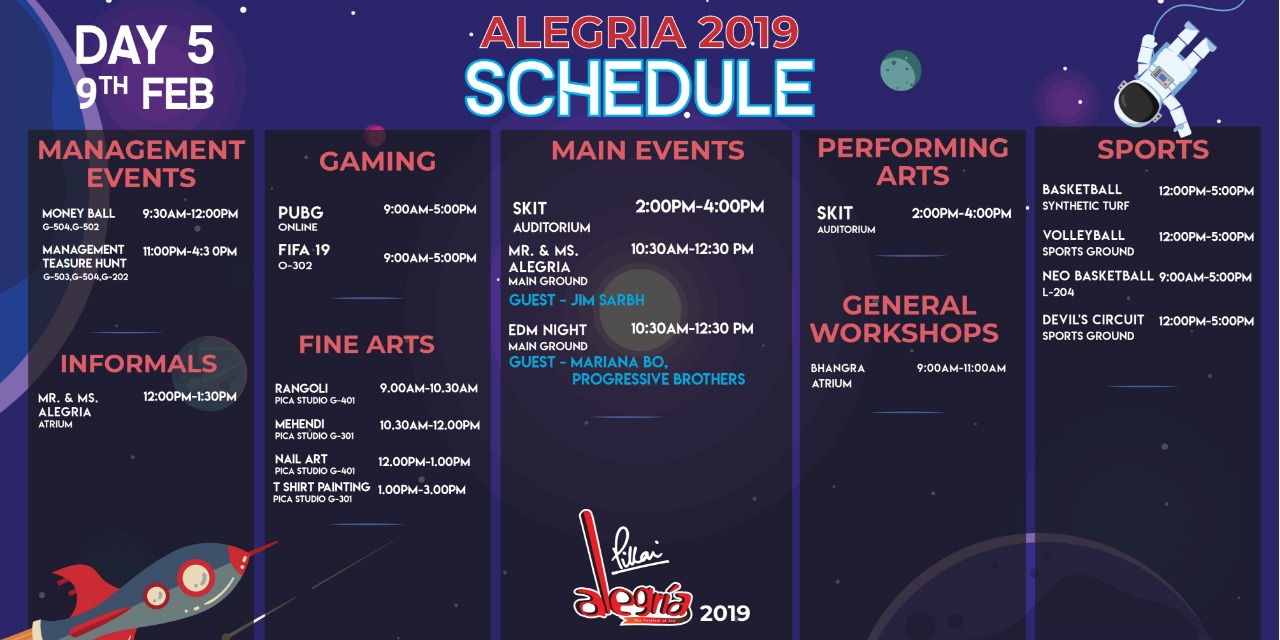 DAY 5
9TH FEB
ALEGRIA 2019
SCHEDULE
MANAGEMENT
EVENTS
MONEY BALL 9:30AM-12:00PM
G-504,G-502
MANAGEMENT 11:00PM-4:3 0PM
TEASURE HUNT
G-503,G-504,G-202
INFORMALS
MR. & MS. 12:00PM-1:30PM
ALEGRIA
ATRIUM
GAMING
PUBG 9:00AM-5:00PM
ONLINE
FIFA 19 9:00AM-5:00PM
O-302
FINE ARTS
RANGOLI 9.00AM-10.30AM
PICA STUDIO G-401
MEHENDI 10.30AM-12.00PM
PICA STUDIO G-301
NAIL ART 12.00PM-1.00PM
PICA STUDIO G-401
T SHIRT PAINTING 1.00PM-3.00PM
PICA STUDIO G-301
MAIN EVENTS
SKIT 2:00PM-4:00PM
AUDITORIUM
MR. & MS. 10:30AM-12:30 PM
ALEGRIA
MAIN GROUND
GUEST - JIM SARBH
EDM NIGHT 10:30AM-12:30 PM
MAIN GROUND
GUEST - MARIANA BO,
PROGRESSIVE BROTHERS
Pillai
alegría 2019
The Festival of Joy
PERFORMING
ARTS
SKIT 2:00PM-4:00PM
AUDITORIUM
GENERAL
WORKSHOPS
BHANGRA 9:00AM-11:00AM
ATRIUM
SPORTS
BASKETBALL 12:00PM-5:00PM
SYNTHETIC TURF
VOLLEYBALL 12:00PM-5:00PM
SPORTS GROUND
NEO BASKETBALL 9:00AM-5:00PM
L-204
DEVIL'S CIRCUIT 12:00PM-5:00PM
SPORTS GROUND